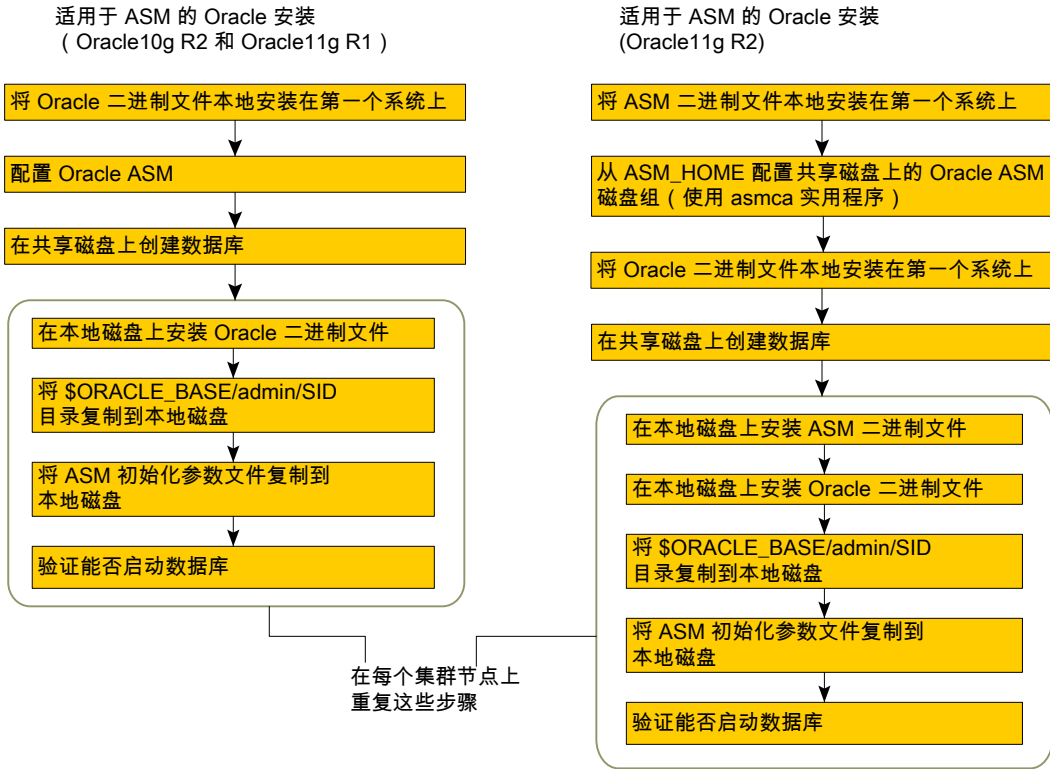 适用于 ASM 的 Oracle 安装
（Oracle10g R2 和 Oracle11g R1）
将 Oracle 二进制文件本地安装在第一个系统上
配置 Oracle ASM
在共享磁盘上创建数据库
在本地磁盘上安装 Oracle 二进制文件
将 $ORACLE_BASE/admin/SID
目录复制到本地磁盘
将 ASM 初始化参数文件复制到
本地磁盘
验证能否启动数据库
适用于 ASM 的 Oracle 安装
(Oracle11g R2)
将 ASM 二进制文件本地安装在第一个系统上
从 ASM_HOME 配置共享磁盘上的 Oracle ASM
磁盘组（使用 asmca 实用程序）
将 Oracle 二进制文件本地安装在第一个系统上
在共享磁盘上创建数据库
在本地磁盘上安装 ASM 二进制文件
在本地磁盘上安装 Oracle 二进制文件
将 $ORACLE_BASE/admin/SID
目录复制到本地磁盘
将 ASM 初始化参数文件复制到
本地磁盘
验证能否启动数据库
在每个集群节点上
重复这些步骤